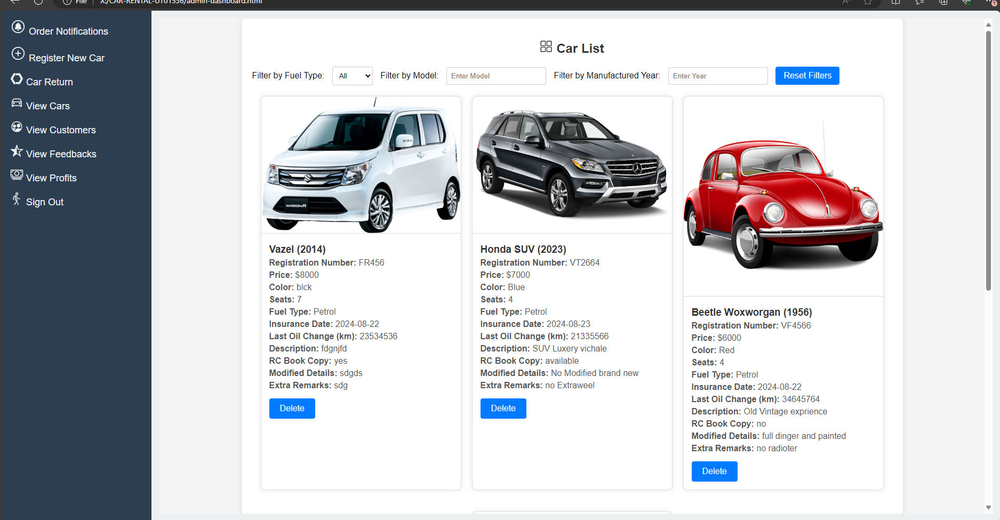 File
X:/CAR-RENTAL-UT01536/admin-dashboard.html
Order Notifications
Register New Car
Car Return
View Cars
View Customers
View Feedbacks
View Profits
Sign Out
Car List
Filter by Fuel Type: All Filter by Model: Enter Model Filter by Manufactured Year: Enter Year Reset Filters
WAGONR
Vazel (2014)
Registration Number: FR456
Price: $8000
Color: blck
Seats: 7
Fuel Type: Petrol
Insurance Date: 2024-08-22
Last Oil Change (km): 23534536
Description: fdgnjfd
RC Book Copy: yes
Modified Details: sdgds
Extra Remarks: sdg
Delete
Honda SUV (2023)
Registration Number: VT2664
Price: $7000
Color: Blue
Seats: 4
Fuel Type: Petrol
Insurance Date: 2024-08-23
Last Oil Change (km): 21335566
Description: SUV Luxery vichale
RC Book Copy: available
Modified Details: No Modified brand new
Extra Remarks: no Extraweel
Delete
Beetle Woxworgan (1956)
Registration Number: VF4566
Price: $6000
Color: Red
Seats: 4
Fuel Type: Petrol
Insurance Date: 2024-08-22
Last Oil Change (km): 34645764
Description: Old Vintage exprience
RC Book Copy: no
Modified Details: full dinger and painted
Extra Remarks: no radioter
Delete